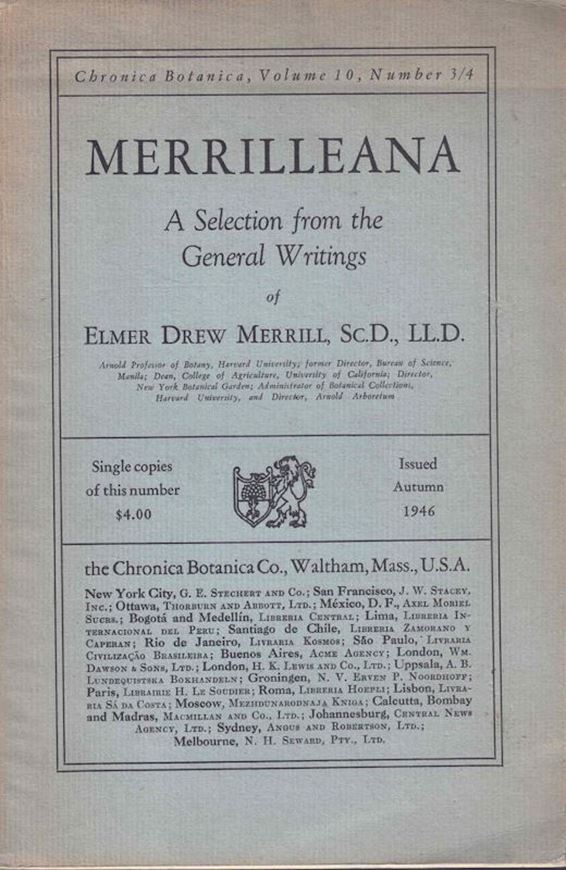 Chronica Botanica, Volume 10, Number 3/4
MERRILLEANA
A Selection from the
General Writings
of
ELMER DREW MERRILL, SC.D., LL.D.
Arnold Professor of Botany, Harvard University; former Director, Bureau of Science,
Manila; Dean, College of Agriculture, University of California; Director,
New York Botanical Garden; Administrator of Botanical Collections,
Harvard University, and Director, Arnold Arboretum
Single copies
of this number
$4.00
Issued
Autumn
1946
the Chronica Botanica Co., Waltham, Mass., U.S.A.
New York City, G. E. STECHERT AND CO.; San Francisco, J. W. STACEY,
INC.; Ottawa, THORBURN AND ABBOTT, LTD.; México, D. F., AXEL MORIEL
SUCRS.; Bogotá and Medellín, LIBRERIA CENTRAL; Lima, LIBRERIA IN-
TERNACIONAL DEL PERU; Santiago de Chile, LIBRERIA ZAMORANO Y
CAPERAN; Rio de Janeiro, LIVRARIA KOSMOS; São Paulo, LIVRARIA
CIVILIZAÇÃO BRASILEIRA; Buenos Aires, ACME AGENCY; London, WM.
DAWSON & SONS, LTD.; London, H. K. LEWIS AND CO., LTD.; Uppsala, A. B.
LUNDEQUISTSKA BOKHANDELN; Groningen, N. V. ERVEN P. NOORDHOFF;
Paris, LIBRAIRIE H. LE SOUDIER; Roma, LIBRERIA HOEPLI; Lisbon, LIVRA-
RIA SÁ DA COSTA; Moscow, MEZHDUNARODNAJA KNIGA; Calcutta, Bombay
and Madras, MACMILLAN AND CO., LTD.; Johannesburg, CENTRAL NEWS
AGENCY, LTD.; Sydney, ANGUS AND ROBERTSON, LTD.;
Melbourne, N. H. SEWARD, PTY., LTD.